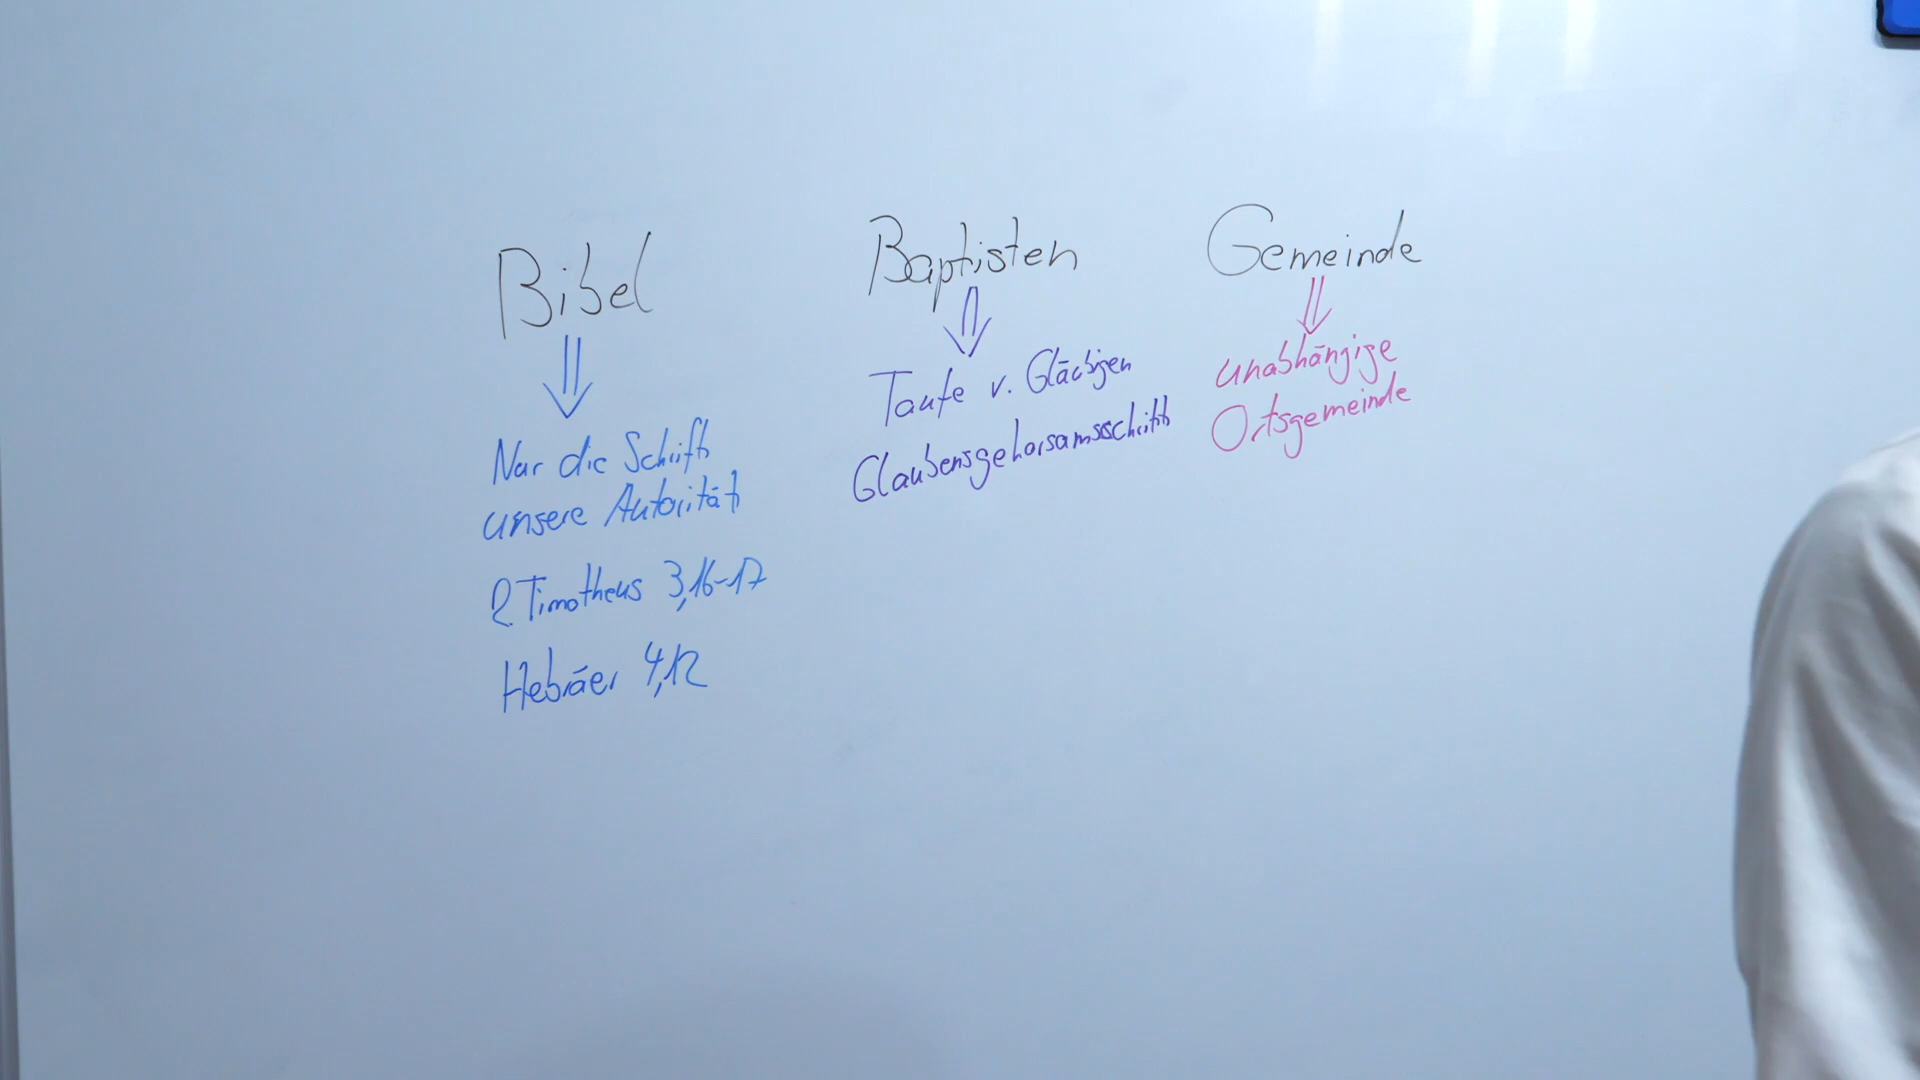 Bibel
Nur die Schrift
unsere Autorität
2. Timotheus 3,16-17
Hebräer 4,12
Baptisten
Taufe v. Gläubigen
Glaubensgehorsamsschritt
Gemeinde
unabhängige
Ortsgemeinde